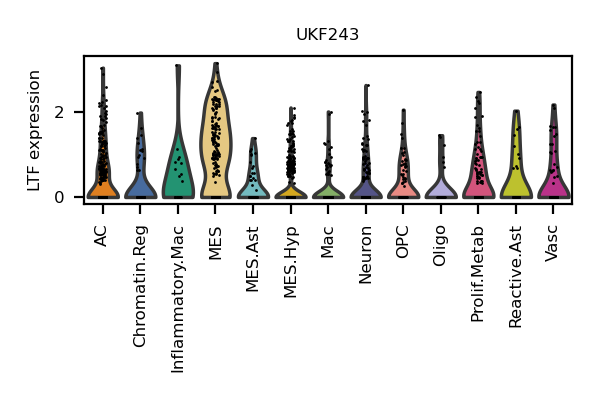 UKF243
LTF expression
2
0
AC
Chromatin.Reg
Inflammatory.Mac
MES
MES.Ast
MES.Hyp
Mac
Neuron
OPC
Oligo
Prolif.Metab
Reactive.Ast
Vasc